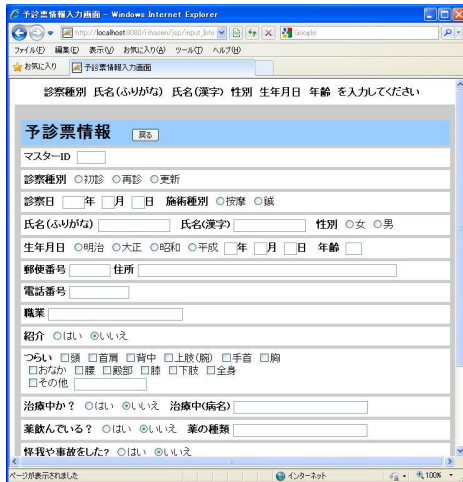 予診票情報入力画面 - Windows Internet Explorer
http://localhost:8080/rihasen/jsp/input_Inte
Google
ファイル(F) 編集(E) 表示(V) お気に入り(A) ツール(T) ヘルプ(H)
お気に入り 予診票情報入力画面
診察種別 氏名(ふりがな) 氏名(漢字) 性別 生年月日 年齢 を入力してください
予診票情報 戻る
マスターID
診察種別 ○初診 ○再診 ○更新
診察日 年 月 日 施術種別 ○按摩 ○鍼
氏名(ふりがな) 氏名(漢字) 性別 ○女 ○男
生年月日 ○明治 ○大正 ○昭和 ○平成 年 月 日 年齢
郵便番号 住所
電話番号
職業
紹介 ○はい ◉いいえ
つらい □頭 □首肩 □背中 □上肢(腕) □手首 □胸
□おなか □腰 □殿部 □膝 □下肢 □全身
□その他
治療中か? ○はい ◉いいえ 治療中(病名)
薬飲んでいる? ○はい ◉いいえ 薬の種類
怪我や事故をした? ○はい ◉いいえ
ページが表示されました インターネット 100%